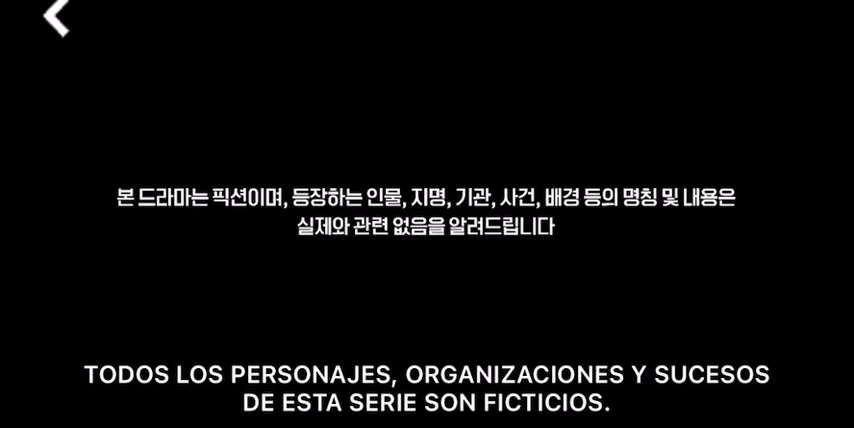 본 드라마는 픽션이며, 등장하는 인물, 지명, 기관, 사건, 배경 등의 명칭 및 내용은
실제와 관련 없음을 알려드립니다
TODOS LOS PERSONAJES, ORGANIZACIONES Y SUCESOS
DE ESTA SERIE SON FICTICIOS.